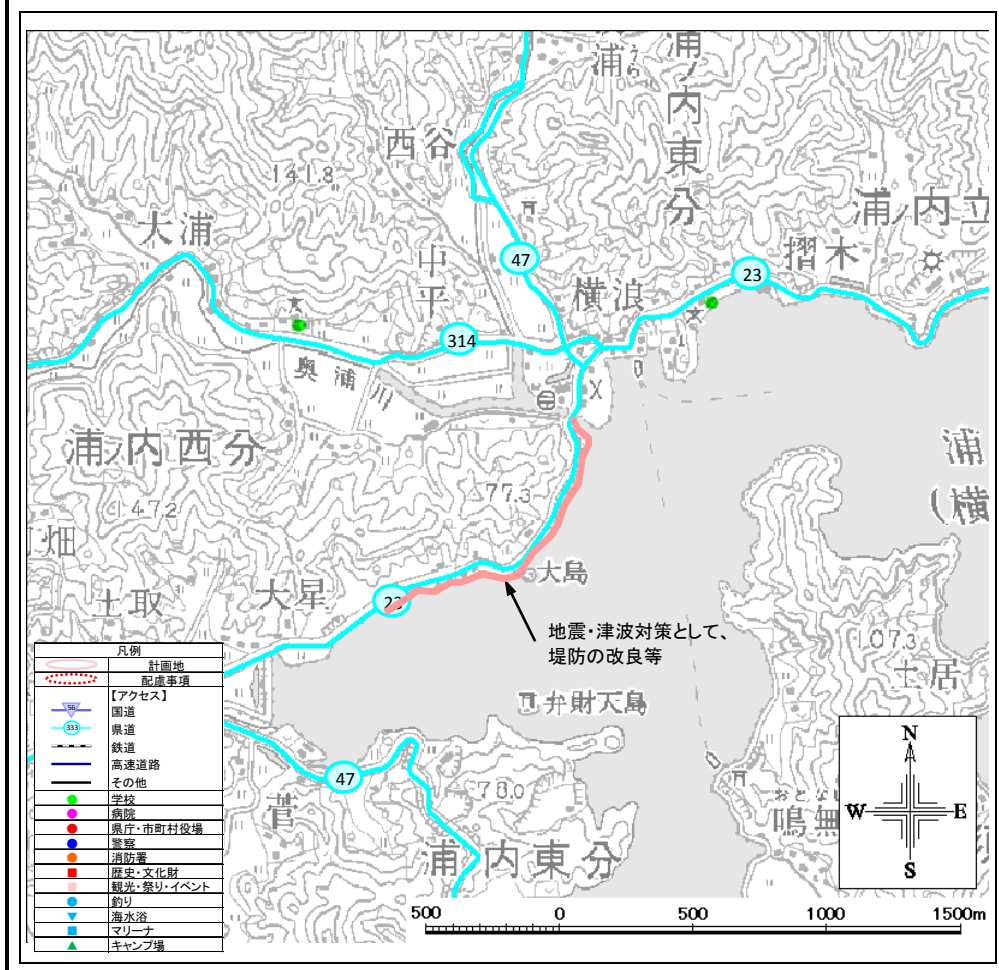 浦ノ内東分
西谷
141.8
大浦
浦ノ内立
摺木
中平
47
横浪
23
314
奥浦川
浦ノ内西分
77.3
147.2
浦
(横
畑
土取
大星
23
大島
地震・津波対策として、
堤防の改良等
107.3
土居
弁財天島
凡例
計画地
配慮事項
【アクセス】
56
国道
333
県道
鉄道
高速道路
その他
学校
病院
県庁・市町村役場
警察
消防署
歴史・文化財
観光・祭り・イベント
釣り
海水浴
マリーナ
キャンプ場
47
菅
78.0
浦ノ内東分
おとなし
鳴無
N
W
E
S
500
0
500
1000
1500m